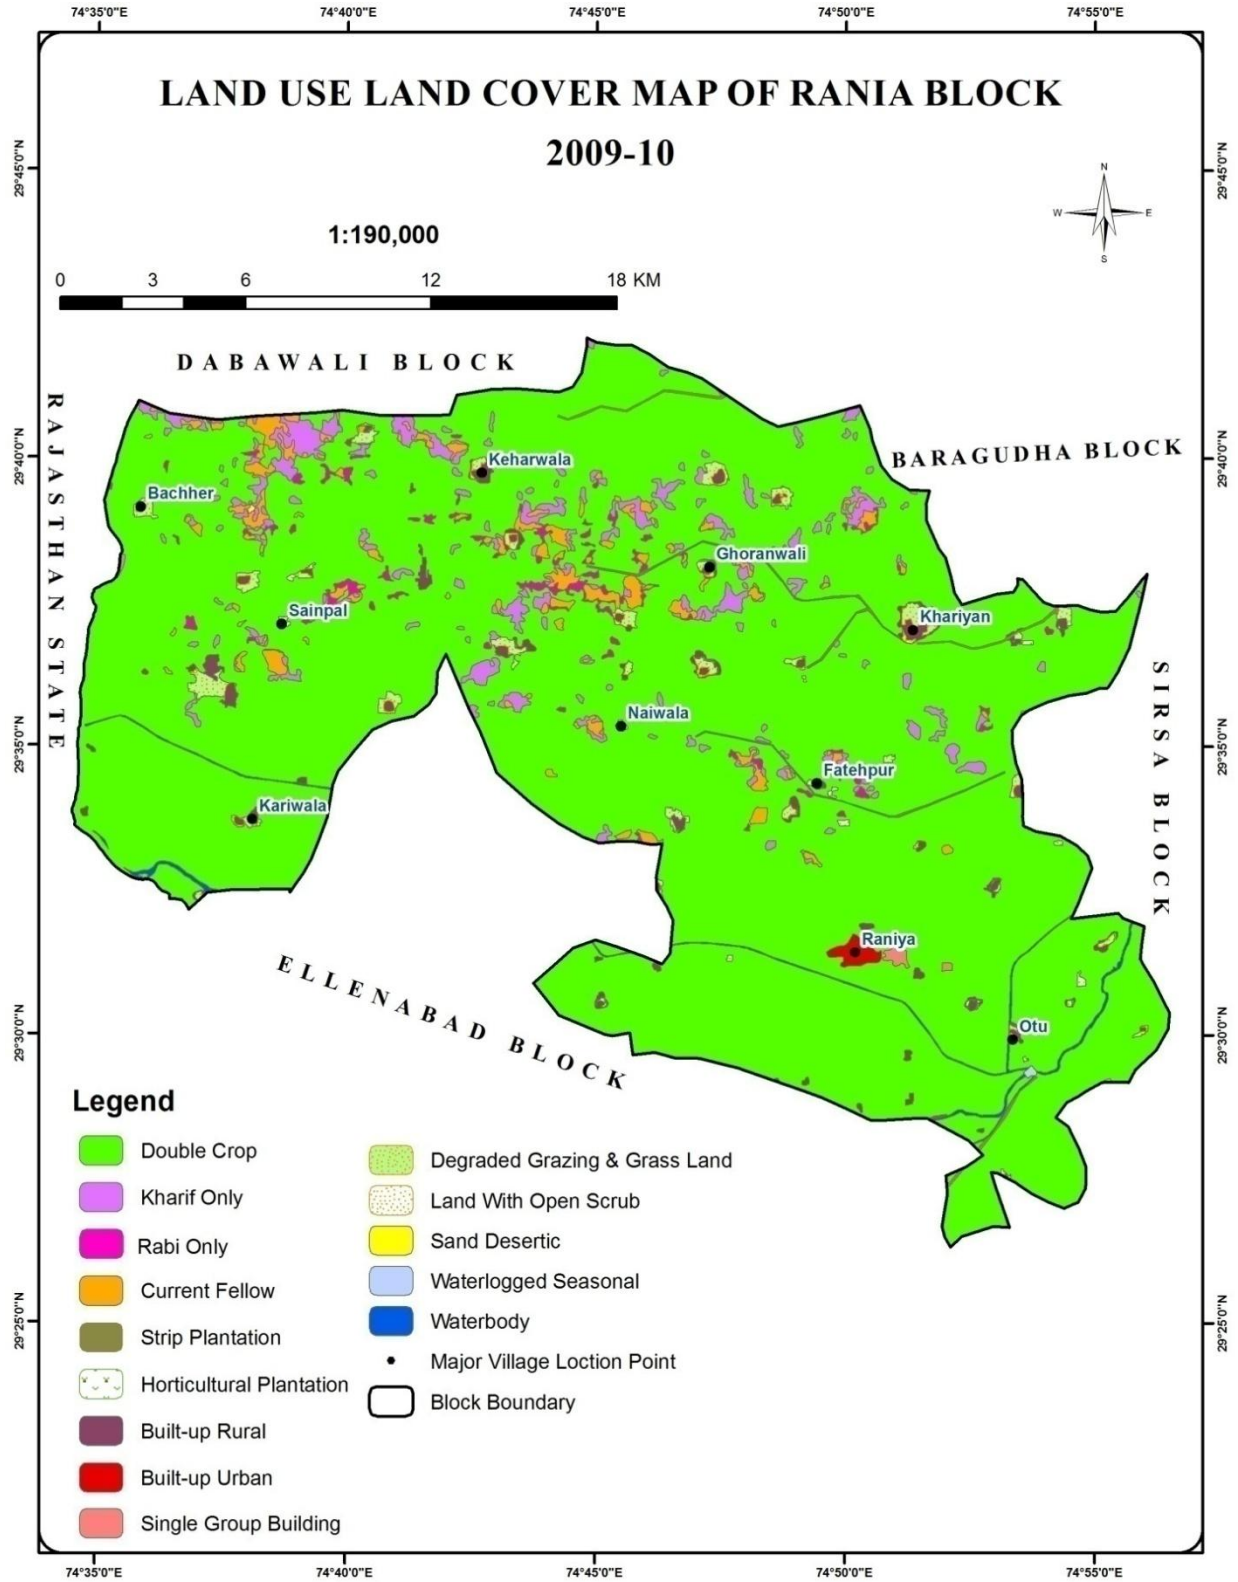 74°35'0"E 74°40'0"E 74°45'0"E 74°50'0"E 74°55'0"E
LAND USE LAND COVER MAP OF RANIA BLOCK
2009-10
29°45'0"N 29°45'0"N
N
W E
S
1:190,000
0 3 6 12 18 KM
DABAWALI BLOCK
RAJASTHAN STATE
BARAGUDHA BLOCK
29°40'0"N 29°40'0"N
Keharwala
Bachher
Ghoranwali
Sainpal
Khariyan
SIRSA BLOCK
Naiwala
29°35'0"N 29°35'0"N
Fatehpur
Kariwala
Raniya
ELLENABAD BLOCK
Otu
29°30'0"N 29°30'0"N
Legend
Double Crop
Kharif Only
Rabi Only
Current Fellow
Strip Plantation
Horticultural Plantation
Built-up Rural
Built-up Urban
Single Group Building
Degraded Grazing & Grass Land
Land With Open Scrub
Sand Desertic
Waterlogged Seasonal
Waterbody
Major Village Loction Point
Block Boundary
29°25'0"N 29°25'0"N
74°35'0"E 74°40'0"E 74°45'0"E 74°50'0"E 74°55'0"E